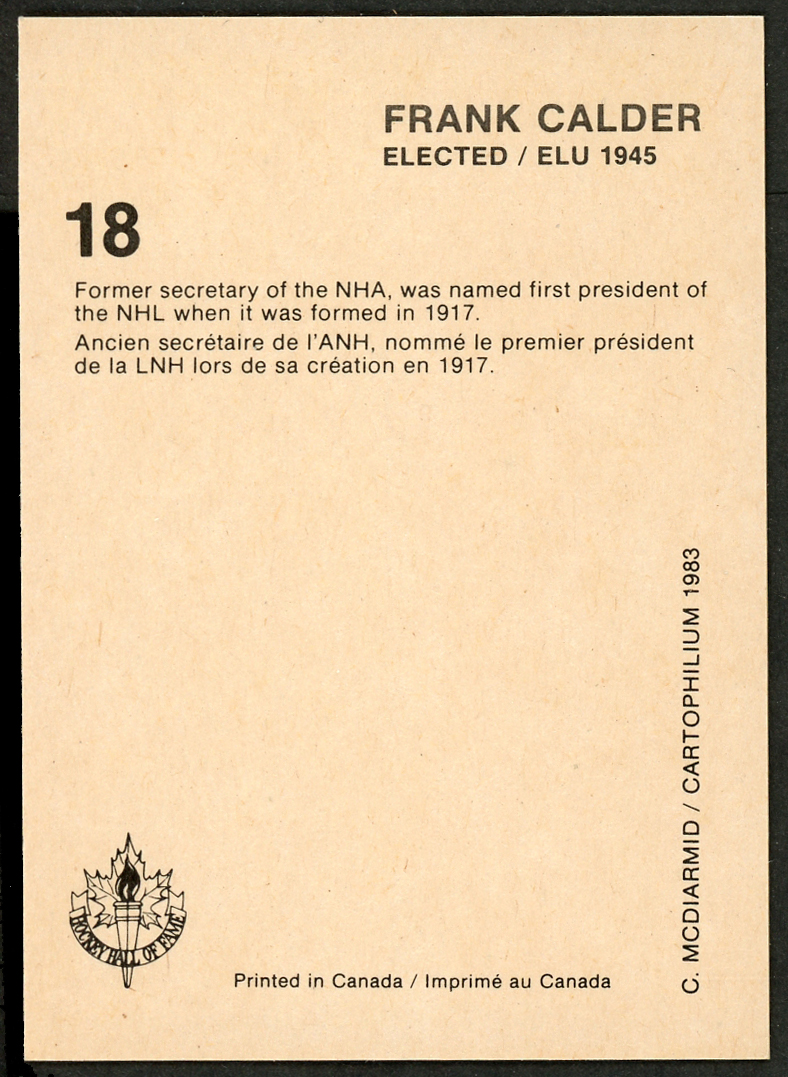 FRANK CALDER
ELECTED / ELU 1945
18
Former secretary of the NHA, was named first president of
the NHL when it was formed in 1917.
Ancien secrétaire de l'ANH, nommé le premier président
de la LNH lors de sa création en 1917.
C. MCDIARMID / CARTOPHILIUM 1983
HOCKEY HALL OF FAME
Printed in Canada / Imprimé au Canada